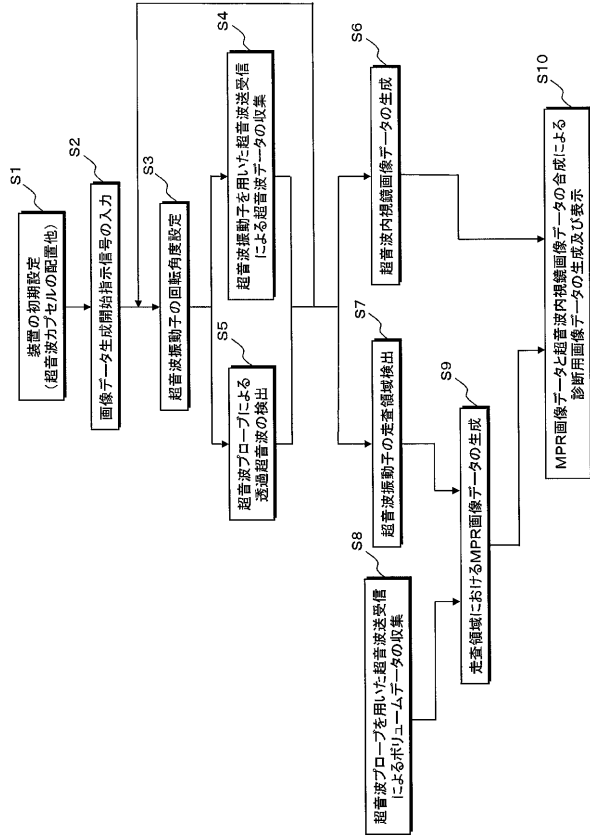 S1
装置の初期設定
(超音波カプセルの配置他)
S2
画像データ生成開始指示信号の入力
S3
超音波振動子の回転角度設定
S5
超音波プローブによる
透過超音波の検出
S4
超音波振動子を用いた超音波送受信
による超音波データの収集
S8
超音波プローブを用いた超音波送受信
によるボリュームデータの収集
S7
超音波振動子の走査領域検出
S6
超音波内視鏡画像データの生成
S9
走査領域におけるMPR画像データの生成
S10
MPR画像データと超音波内視鏡画像データの合成による
診断用画像データの生成及び表示